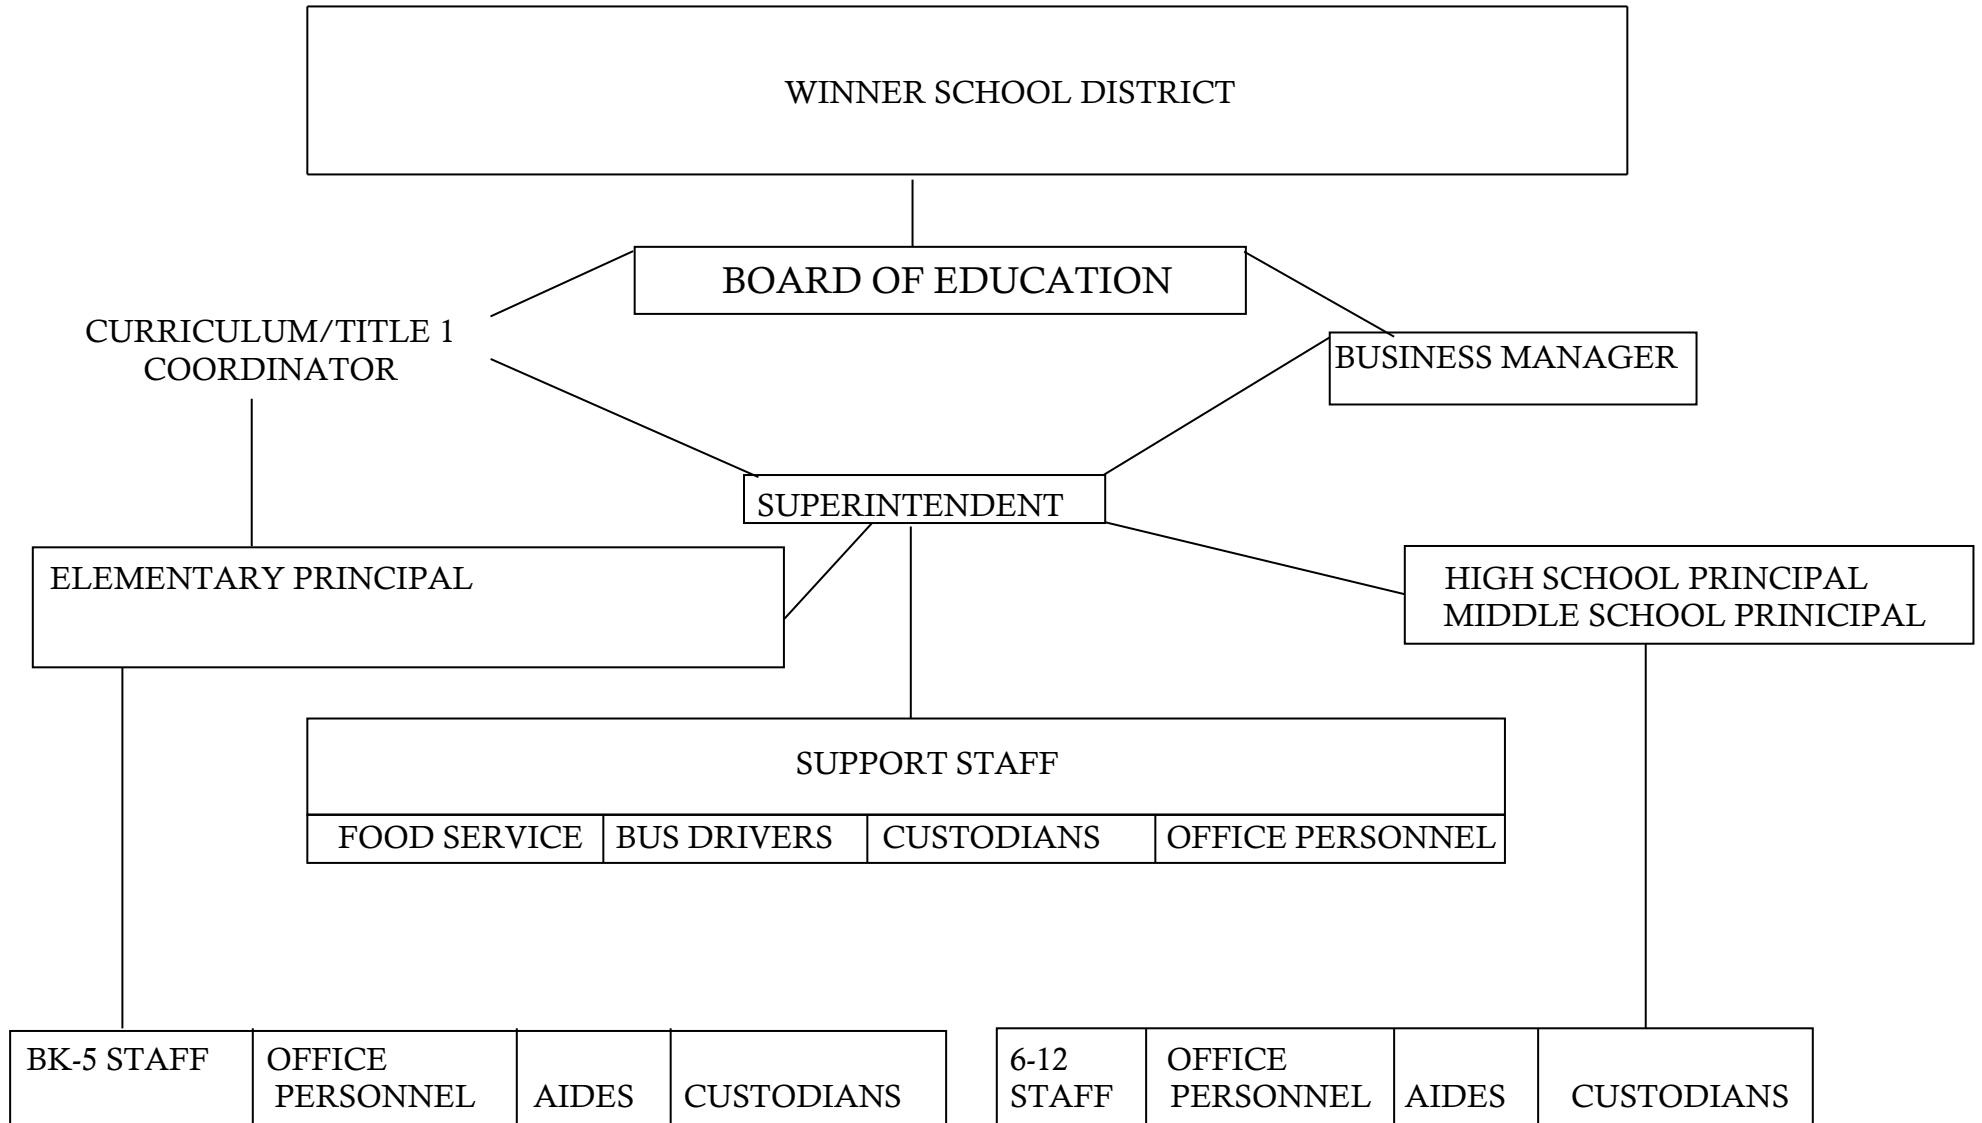 WINNER SCHOOL DISTRICT
BOARD OF EDUCATION
CURRICULUM/TITLE 1
COORDINATOR
BUSINESS MANAGER
SUPERINTENDENT
ELEMENTARY PRINCIPAL
HIGH SCHOOL PRINCIPAL
MIDDLE SCHOOL PRINICIPAL
SUPPORT STAFF
FOOD SERVICE
BUS DRIVERS
CUSTODIANS
OFFICE PERSONNEL
BK-5 STAFF
OFFICE
PERSONNEL
AIDES
CUSTODIANS
6-12
STAFF
OFFICE
PERSONNEL
AIDES
CUSTODIANS